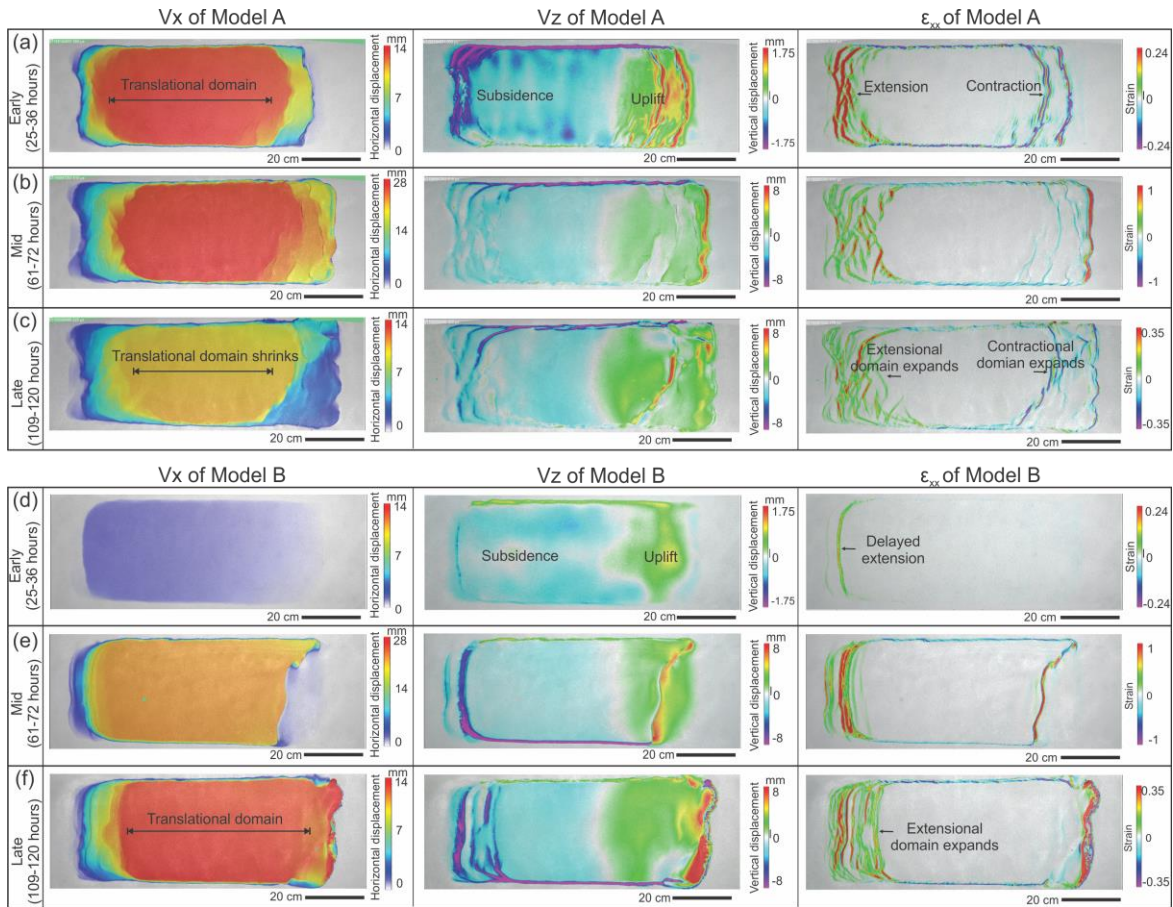 Vx of Model A
Vz of Model A
εxx of Model A
(a)
Early
(25-36 hours)
Translational domain
20 cm
mm
14
7
0
Horizontal displacement
Subsidence
Uplift
20 cm
mm
1.75
0
-1.75
Vertical displacement
Extension
Contraction
20 cm
0.24
-0.24
Strain
(b)
Mid
(61-72 hours)
20 cm
mm
28
14
0
Horizontal displacement
20 cm
mm
8
0
-8
Vertical displacement
20 cm
1
-1
Strain
(c)
Late
(109-120 hours)
Translational domain shrinks
20 cm
mm
14
7
0
Horizontal displacement
20 cm
mm
8
0
-8
Vertical displacement
Extensional
domain expands
Contractional
domian expands
20 cm
0.35
-0.35
Strain
Vx of Model B
Vz of Model B
εxx of Model B
(d)
Early
(25-36 hours)
20 cm
mm
14
7
0
Horizontal displacement
Subsidence
Uplift
20 cm
mm
1.75
0
-1.75
Vertical displacement
Delayed
extension
20 cm
0.24
-0.24
Strain
(e)
Mid
(61-72 hours)
20 cm
mm
28
14
0
Horizontal displacement
20 cm
mm
8
0
-8
Vertical displacement
20 cm
1
-1
Strain
(f)
Late
(109-120 hours)
Translational domain
20 cm
mm
14
7
0
Horizontal displacement
20 cm
mm
8
0
-8
Vertical displacement
Extensional
domain expands
20 cm
0.35
-0.35
Strain